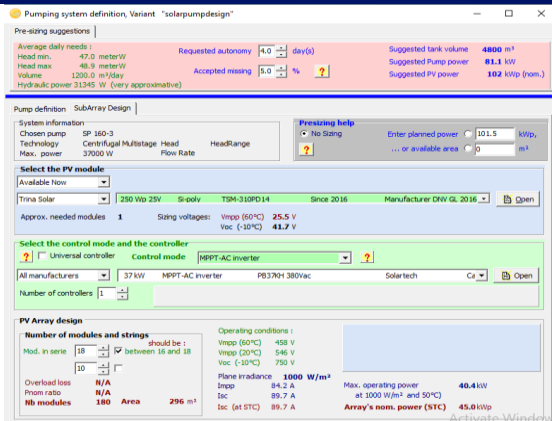 Pumping system definition, Variant "solarpumpdesign"
Pre-sizing suggestions
Average daily needs :
Head min. 47.0 meterW
Head max 48.9 meterW
Volume 1200.0 m³/day
Hydraulic power 31345 W (very approximative)
Requested autonomy 4.0 day(s)
Accepted missing 5.0 % ?
Suggested tank volume 4800 m³
Suggested Pump power 81.1 kW
Suggested PV power 102 kWp (nom.)
Pump definition SubArray Design
System information
Chosen pump SP 160-3
Technology Centrifugal Multistage Head HeadRange
Max. power 37000 W Flow Rate
Presizing help
No Sizing Enter planned power 101.5 kWp,
? ... or available area 0 m²
Select the PV module
Available Now
Trina Solar 250 Wp 25V Si-poly TSM-310PD14 Since 2016 Manufacturer DNV GL 2016 Open
Approx. needed modules 1 Sizing voltages: Vmpp (60°C) 25.5 V
Voc (-10°C) 41.7 V
Select the control mode and the controller
? Universal controller Control mode MPPT-AC inverter ?
All manufacturers 37 kW MPPT-AC inverter PB37KH 380Vac Solartech Ca Open
Number of controllers 1
PV Array design
Number of modules and strings
should be :
Mod. in serie 18 between 16 and 18
10
Overload loss N/A
Pnom ratio N/A
Nb modules 180 Area 296 m²
Operating conditions :
Vmpp (60°C) 458 V
Vmpp (20°C) 546 V
Voc (-10°C) 750 V
Plane irradiance 1000 W/m²
Impp 84.2 A
Isc 89.7 A
Isc (at STC) 89.7 A
Max. operating power 40.4 kW
at 1000 W/m² and 50°C)
Array's nom. power (STC) 45.0 kWp
Activate Window